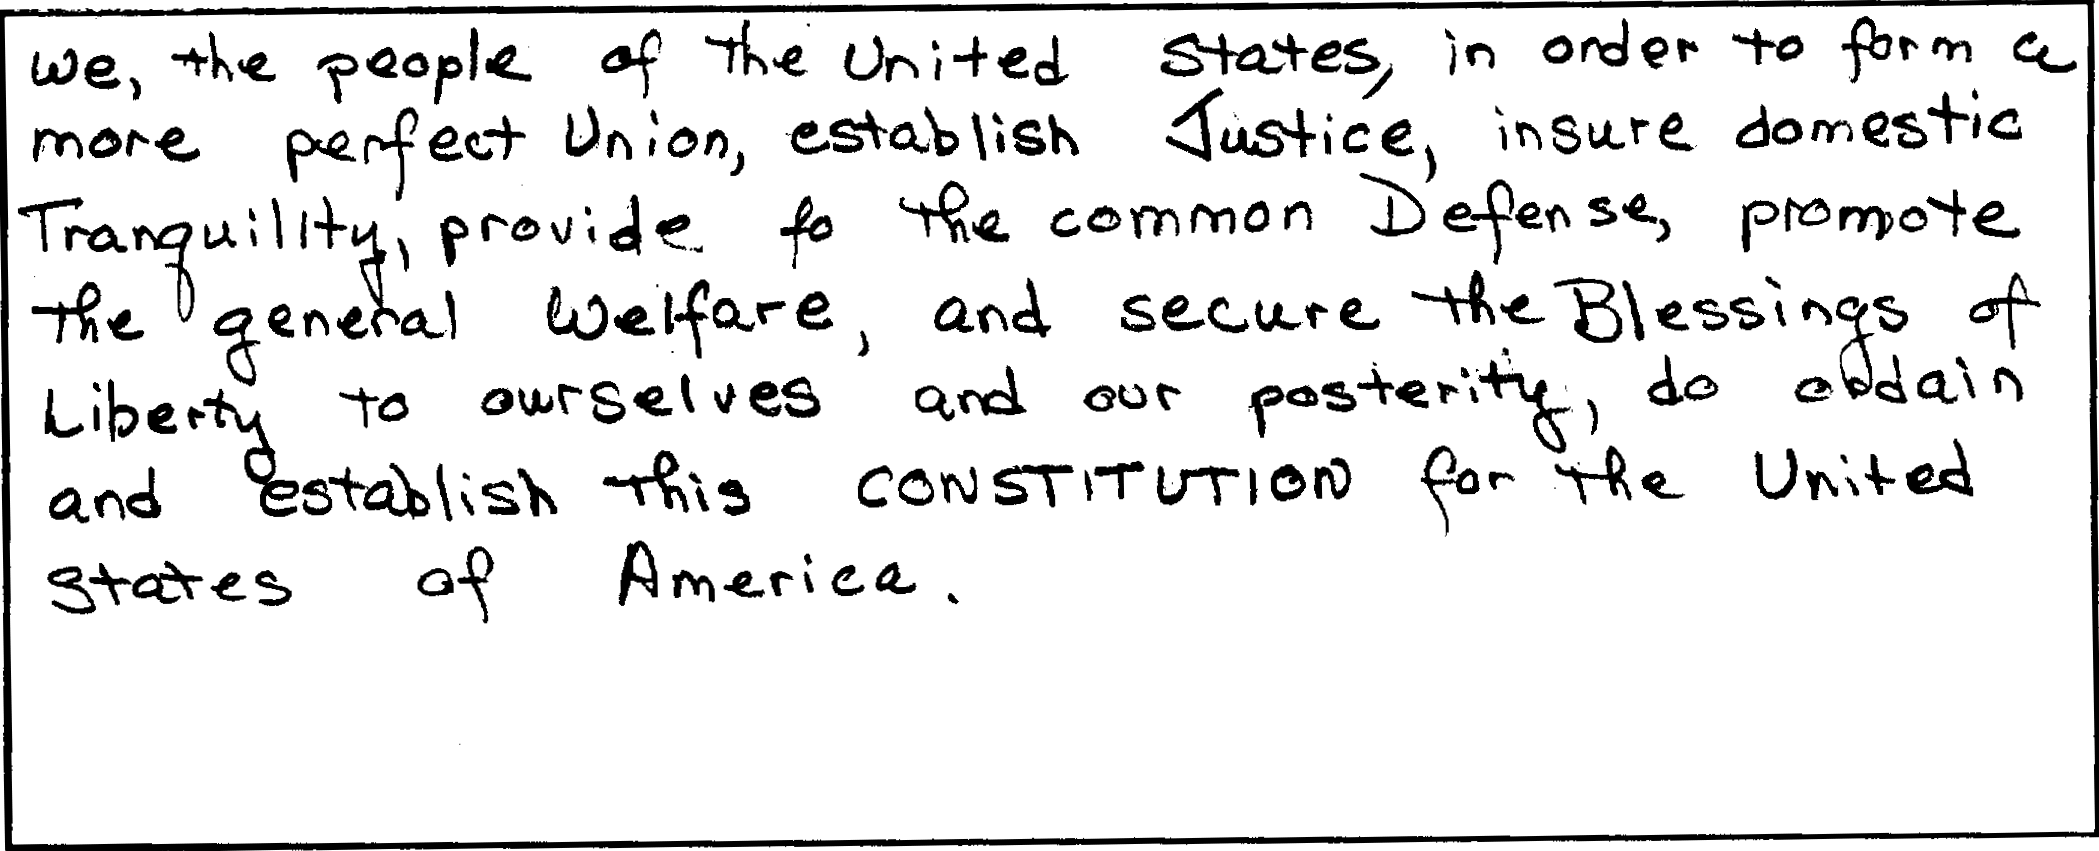 We, the people of the United States, in order to form a
more perfect Union, establish Justice, insure domestic
Tranquility, provide fo the common Defense, promote
the general Welfare, and secure the Blessings of
Liberty to ourselves and our posterity, do oddain
and establish this CONSTITUTION for the United
States of America.